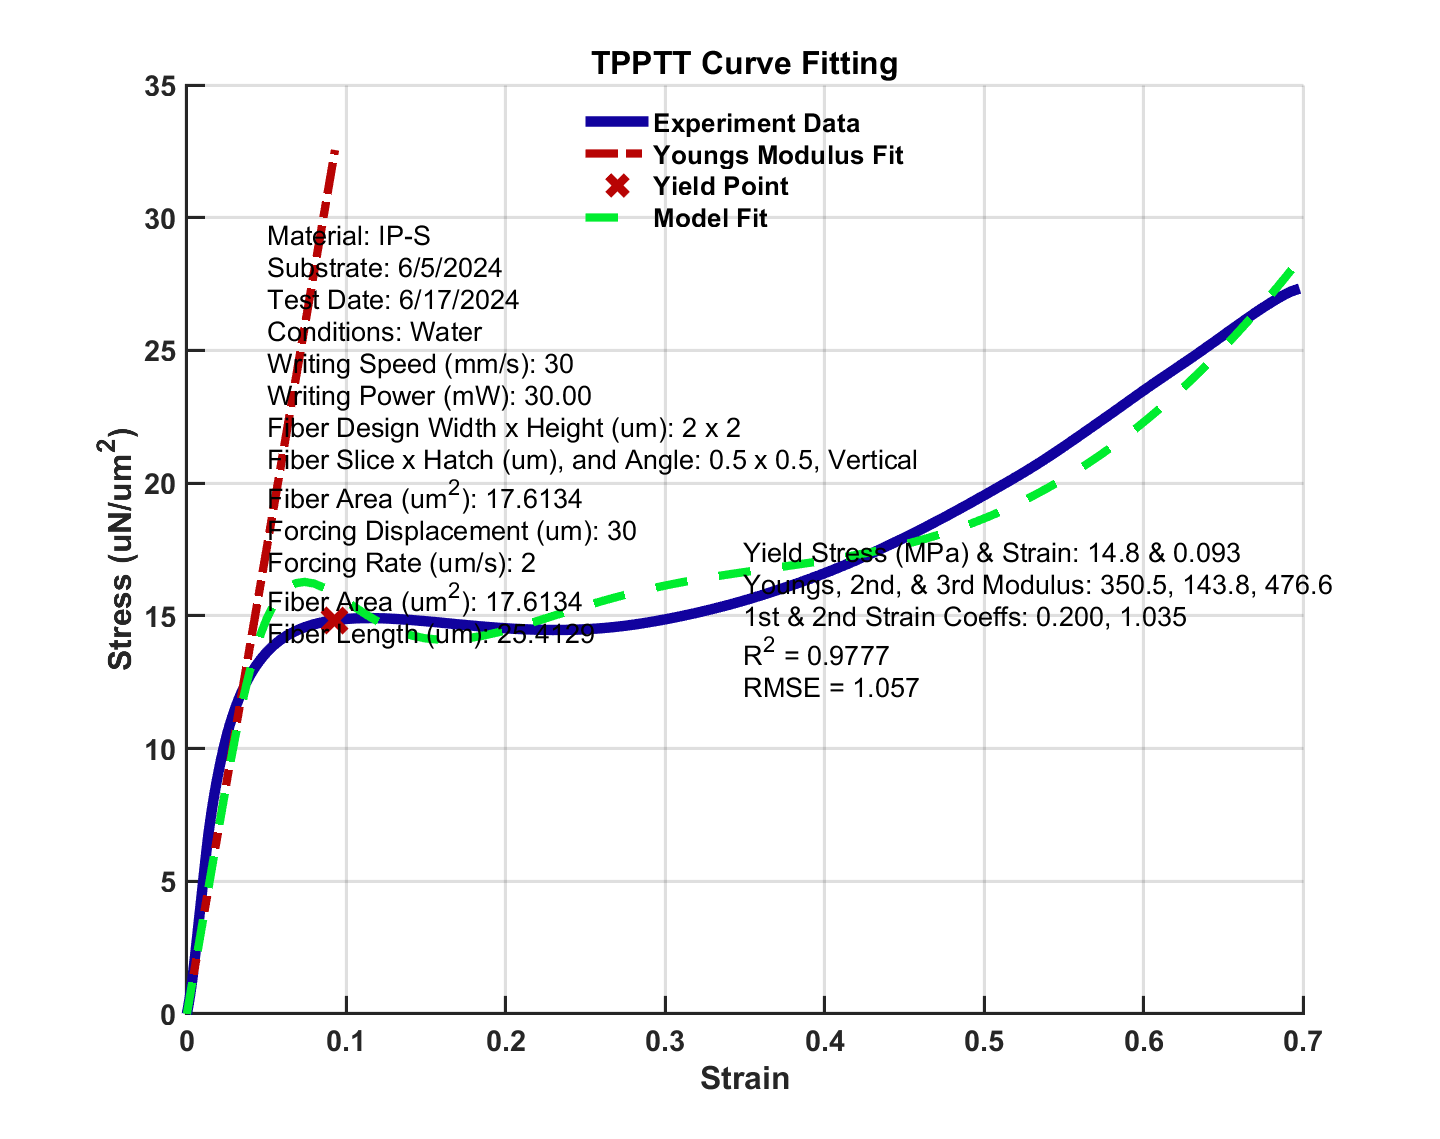 TPPTT Curve Fitting
35
30
25
20
15
10
5
0
Stress (uN/um²)
Experiment Data
Youngs Modulus Fit
Yield Point
Model Fit
Material: IP-S
Substrate: 6/5/2024
Test Date: 6/17/2024
Conditions: Water
Writing Speed (mm/s): 30
Writing Power (mW): 30.00
Fiber Design Width x Height (um): 2 x 2
Fiber Slice x Hatch (um), and Angle: 0.5 x 0.5, Vertical
Fiber Area (um²): 17.6134
Forcing Displacement (um): 30
Forcing Rate (um/s): 2
Fiber Area (um²): 17.6134
Fiber Length (um): 25.4129
Yield Stress (MPa) & Strain: 14.8 & 0.093
Youngs, 2nd, & 3rd Modulus: 350.5, 143.8, 476.6
1st & 2nd Strain Coeffs: 0.200, 1.035
R² = 0.9777
RMSE = 1.057
0 0.1 0.2 0.3 0.4 0.5 0.6 0.7
Strain